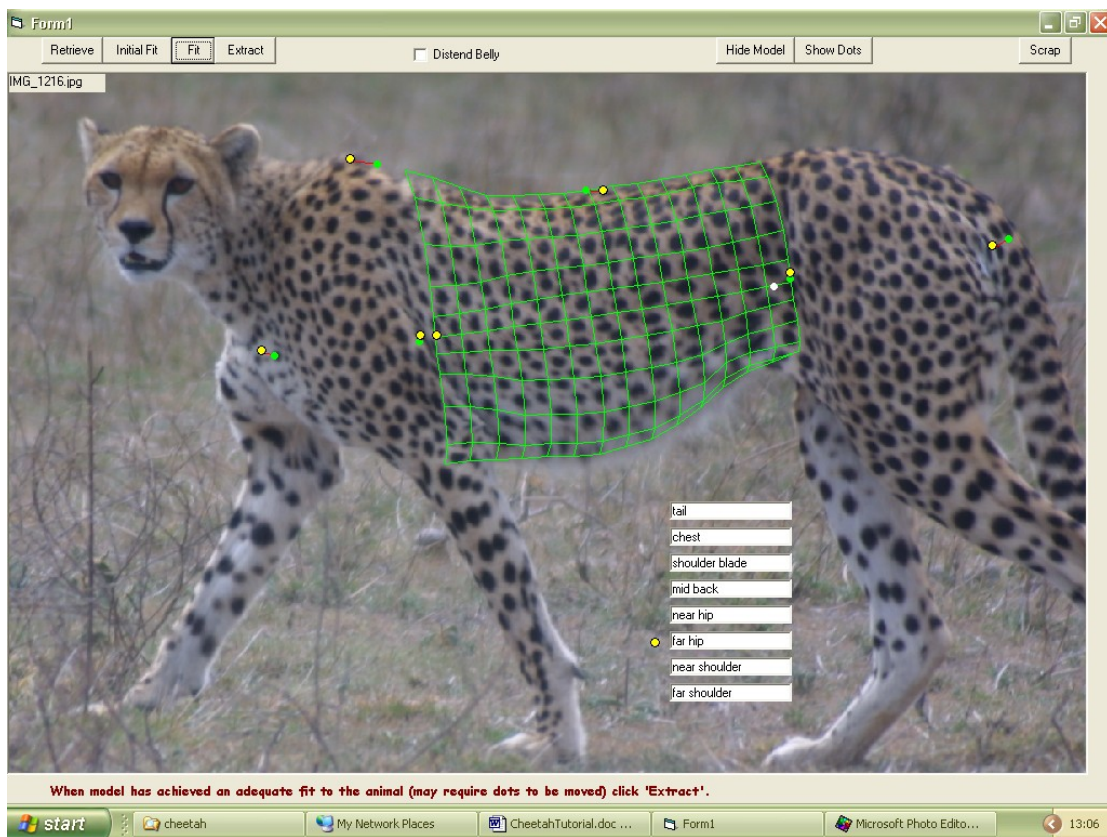 Form1
Retrieve Initial Fit Fit Extract Distend Belly Hide Model Show Dots Scrap
IMG_1216.jpg
tail
chest
shoulder blade
mid back
near hip
far hip
near shoulder
far shoulder
When model has achieved an adequate fit to the animal (may require dots to be moved) click 'Extract'.
start cheetah My Network Places CheetahTutorial.doc ... Form1 Microsoft Photo Edito... 13:06